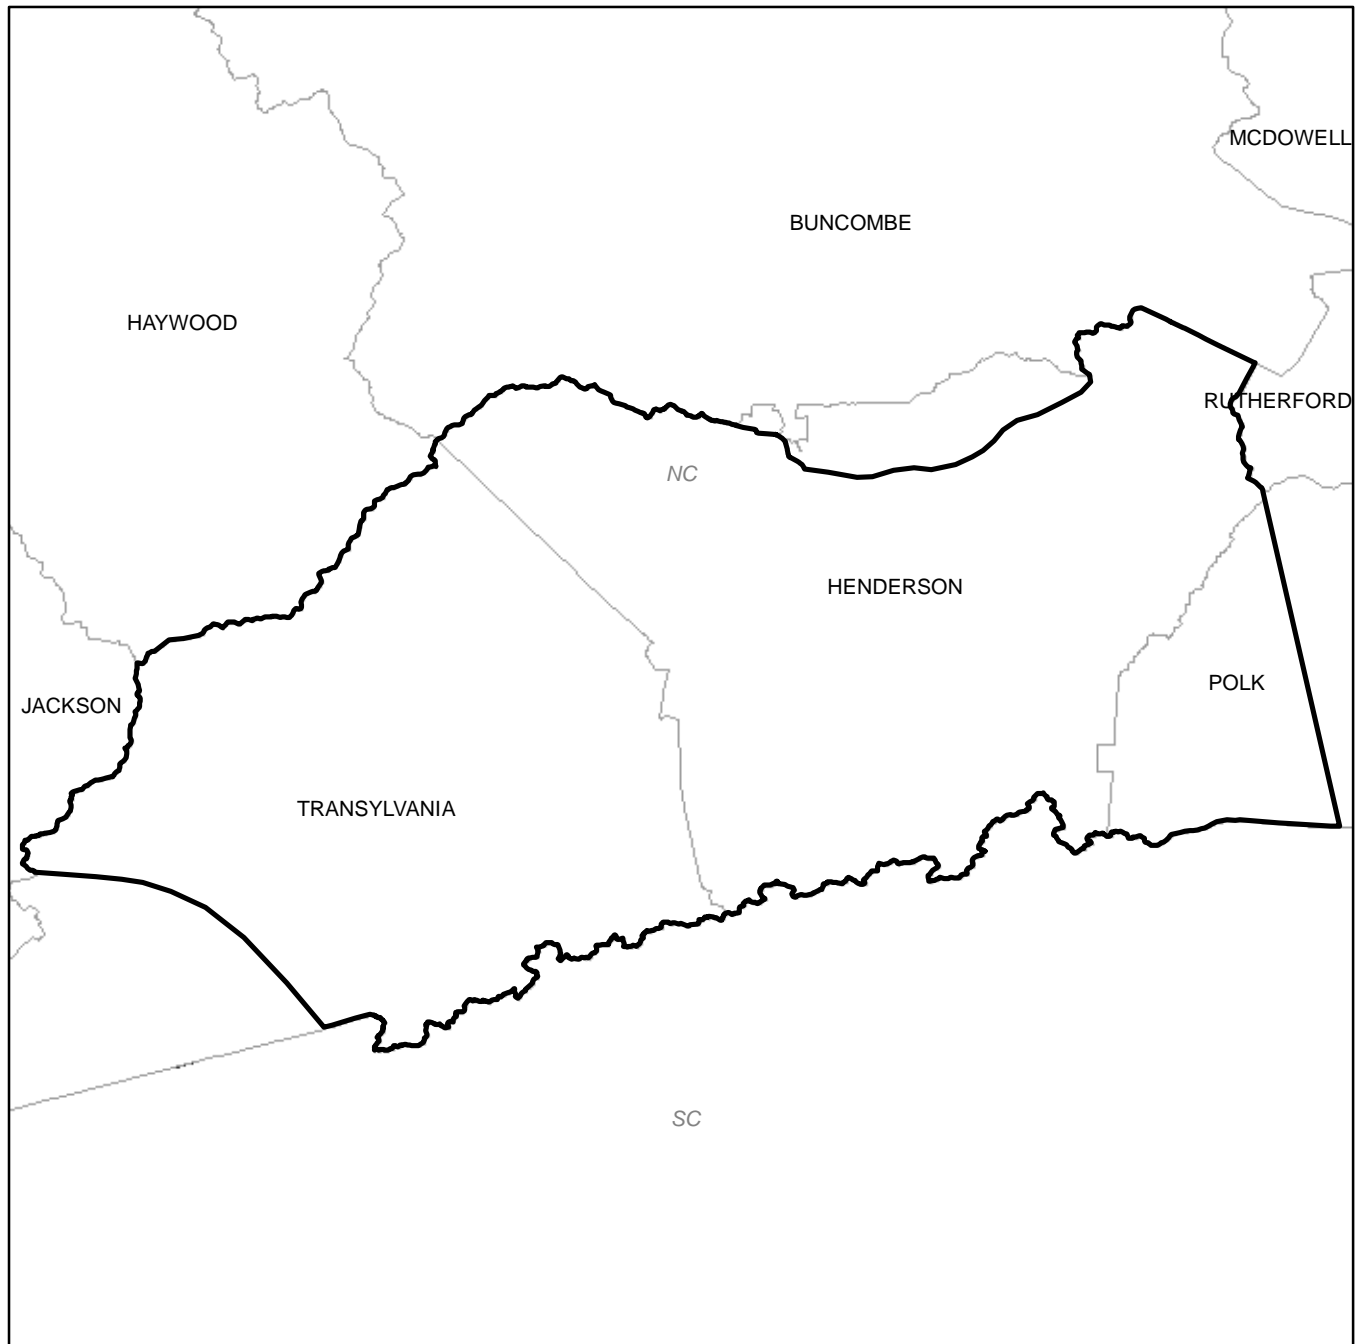 MCDOWELL
BUNCOMBE
HAYWOOD
RUTHERFORD
NC
HENDERSON
POLK
JACKSON
TRANSYLVANIA
SC